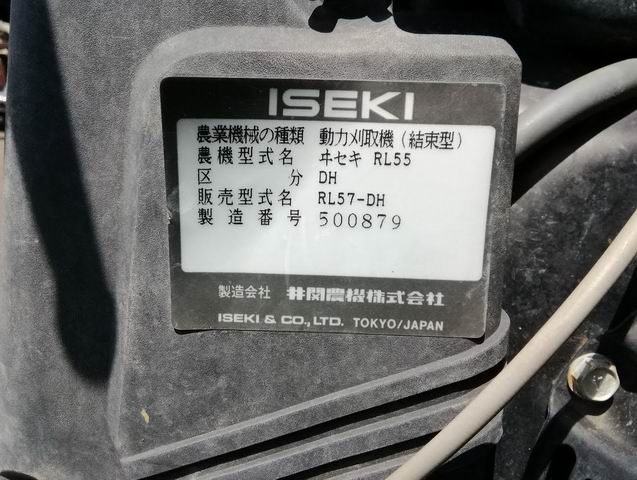 ISEKI
農業機械の種類 動力刈取機(結束型)
農機型式名 ヰセキ RL55
区分 DH
販売型式名 RL57-DH
製造番号 500879
製造会社 井関農機株式会社
ISEKI & CO.,LTD. TOKYO/JAPAN